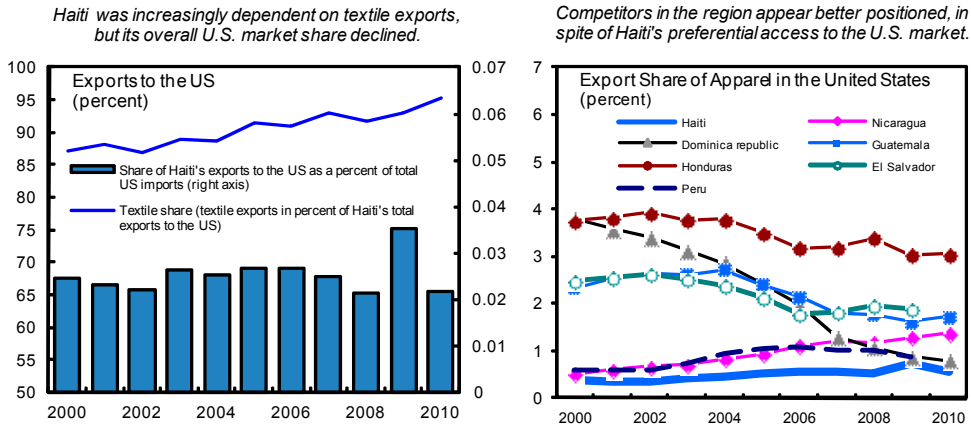 Haiti was increasingly dependent on textile exports,
but its overall U.S. market share declined.
Exports to the US
(percent)
100
95
90
85
80
75
70
65
60
55
50
0.07
0.06
0.05
0.04
0.03
0.02
0.01
0
Share of Haiti's exports to the US as a percent of total
US imports (right axis)
Textile share (textile exports in percent of Haiti's total
exports to the US)
2000 2002 2004 2006 2008 2010
Competitors in the region appear better positioned, in
spite of Haiti's preferential access to the U.S. market.
Export Share of Apparel in the United States
(percent)
7
6
5
4
3
2
1
0
Haiti
Nicaragua
Dominica republic
Guatemala
Honduras
El Salvador
Peru
2000 2002 2004 2006 2008 2010